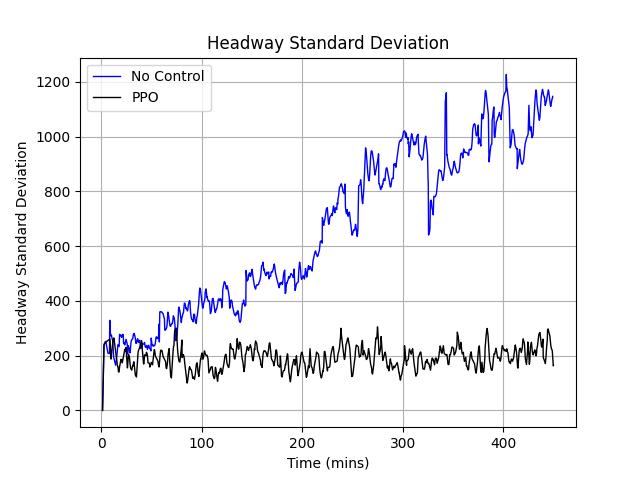 Headway Standard Deviation
No Control
PPO
Headway Standard Deviation
1200
1000
800
600
400
200
0
0 100 200 300 400
Time (mins)